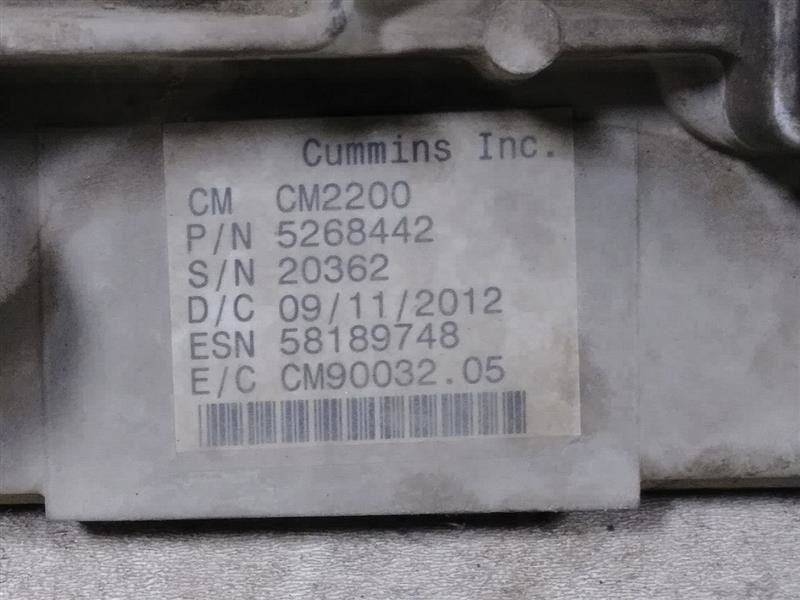 Cummins Inc.
CM CM2200
P/N 5268442
S/N 20362
D/C 09/11/2012
ESN 58189748
E/C CM90032.05